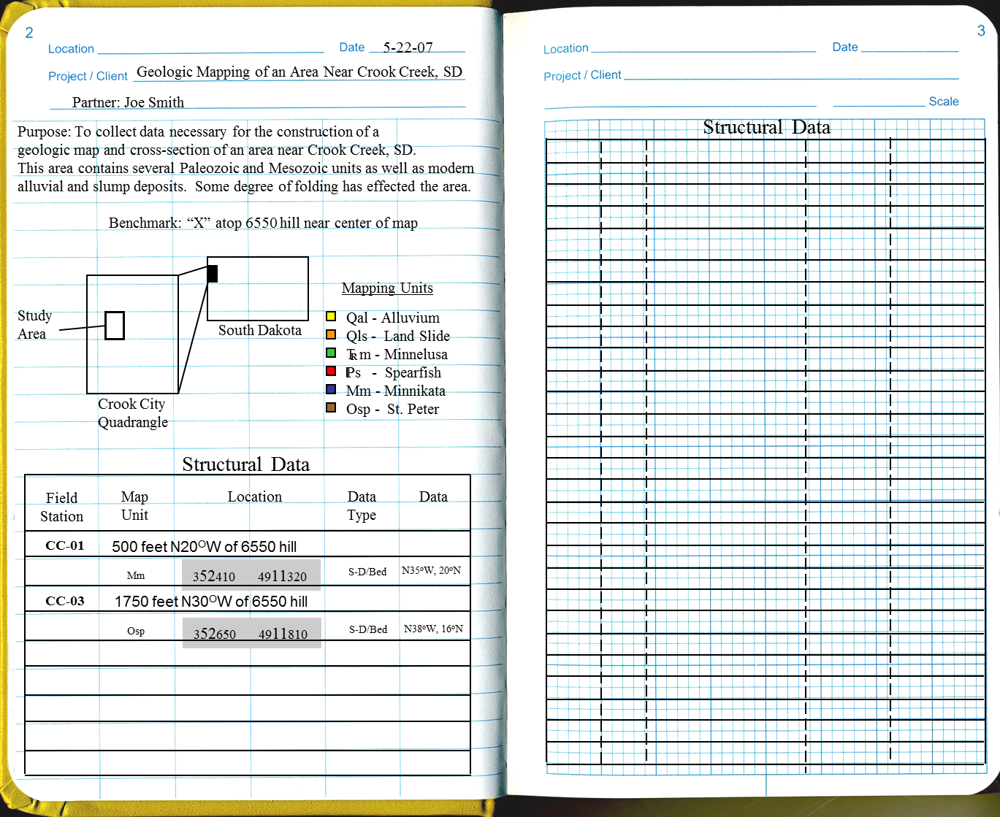 2
Location
Date 5-22-07
Project / Client Geologic Mapping of an Area Near Crook Creek, SD
Partner: Joe Smith
Purpose: To collect data necessary for the construction of a
geologic map and cross-section of an area near Crook Creek, SD.
This area contains several Paleozoic and Mesozoic units as well as modern
alluvial and slump deposits. Some degree of folding has effected the area.
Benchmark: “X” atop 6550 hill near center of map
Study
Area
South Dakota
Crook City
Quadrangle
Mapping Units
Qal - Alluvium
Qls - Land Slide
TRm - Minnelusa
Ps - Spearfish
Mm - Minnikata
Osp - St. Peter
Structural Data
Field Station Map Unit Location Data Type Data
CC-01 500 feet N20OW of 6550 hill
Mm 352410 4911320 S-D/Bed N35oW, 20oN
CC-03 1750 feet N30OW of 6550 hill
Osp 352650 4911810 S-D/Bed N38oW, 16oN
3
Location
Date
Project / Client
Scale
Structural Data